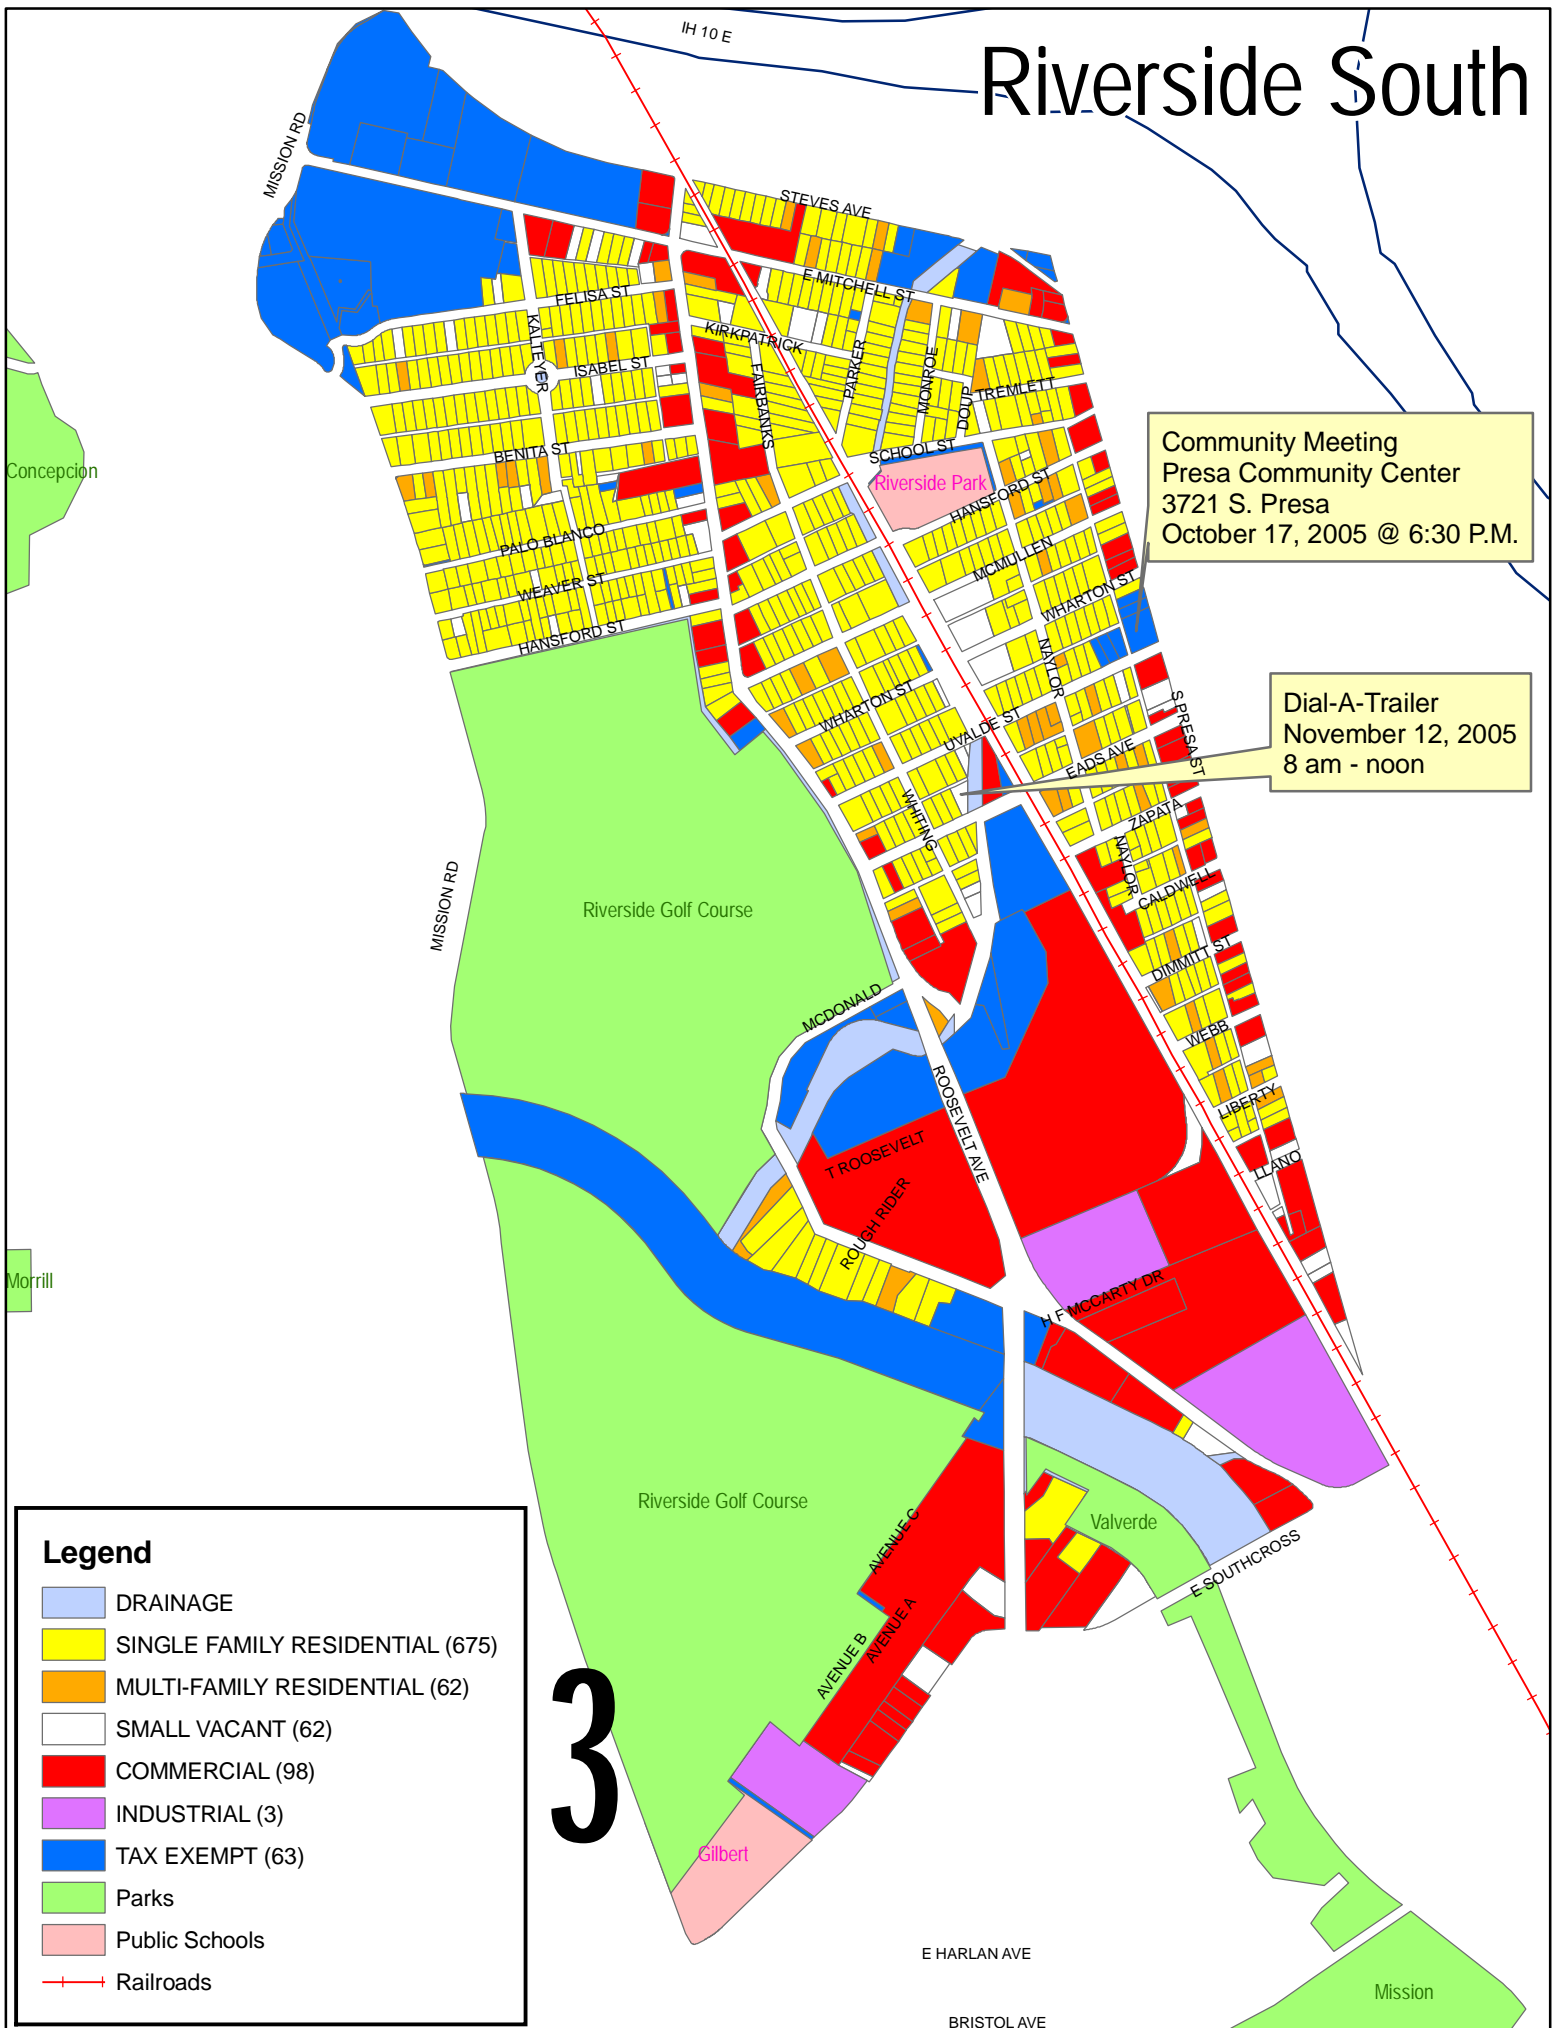 IH 10 E
Riverside South
MISSION RD
STEVES AVE
E MITCHELL ST
FELISA ST
KALTEYER
KIRKPATRICK
ISABEL ST
FAIRBANKS
PARKER
MONROE
DOUP
TREMLETT
BENITA ST
SCHOOL ST
Riverside Park
HANSFORD ST
Concepcion
Community Meeting
Presa Community Center
3721 S. Presa
October 17, 2005 @ 6:30 P.M.
PALO BLANCO
MCMULLEN
WEAVER ST
WHARTON ST
HANSFORD ST
NAYLOR
WHARTON ST
UVALDE ST
S PRESA ST
Dial-A-Trailer
November 12, 2005
8 am - noon
EADS AVE
WHITING
ZAPATA
NAYLOR
CALDWELL
MISSION RD
Riverside Golf Course
DIMMITT ST
MCDONALD
WEBB
ROOSEVELT AVE
LIBERTY
T ROOSEVELT
LLANO
ROUGH RIDER
Morrill
H F MCCARTY DR
Riverside Golf Course
AVENUE C
Valverde
E SOUTHCROSS
AVENUE A
AVENUE B
3
Gilbert
Legend
DRAINAGE
SINGLE FAMILY RESIDENTIAL (675)
MULTI-FAMILY RESIDENTIAL (62)
SMALL VACANT (62)
COMMERCIAL (98)
INDUSTRIAL (3)
TAX EXEMPT (63)
Parks
Public Schools
Railroads
E HARLAN AVE
Mission
BRISTOL AVE